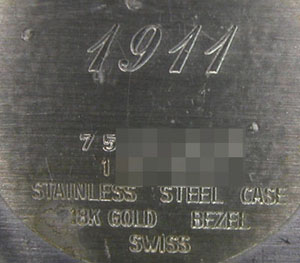 1911
75
1
STAINLESS STEEL CASE
18K GOLD BEZEL
SWISS